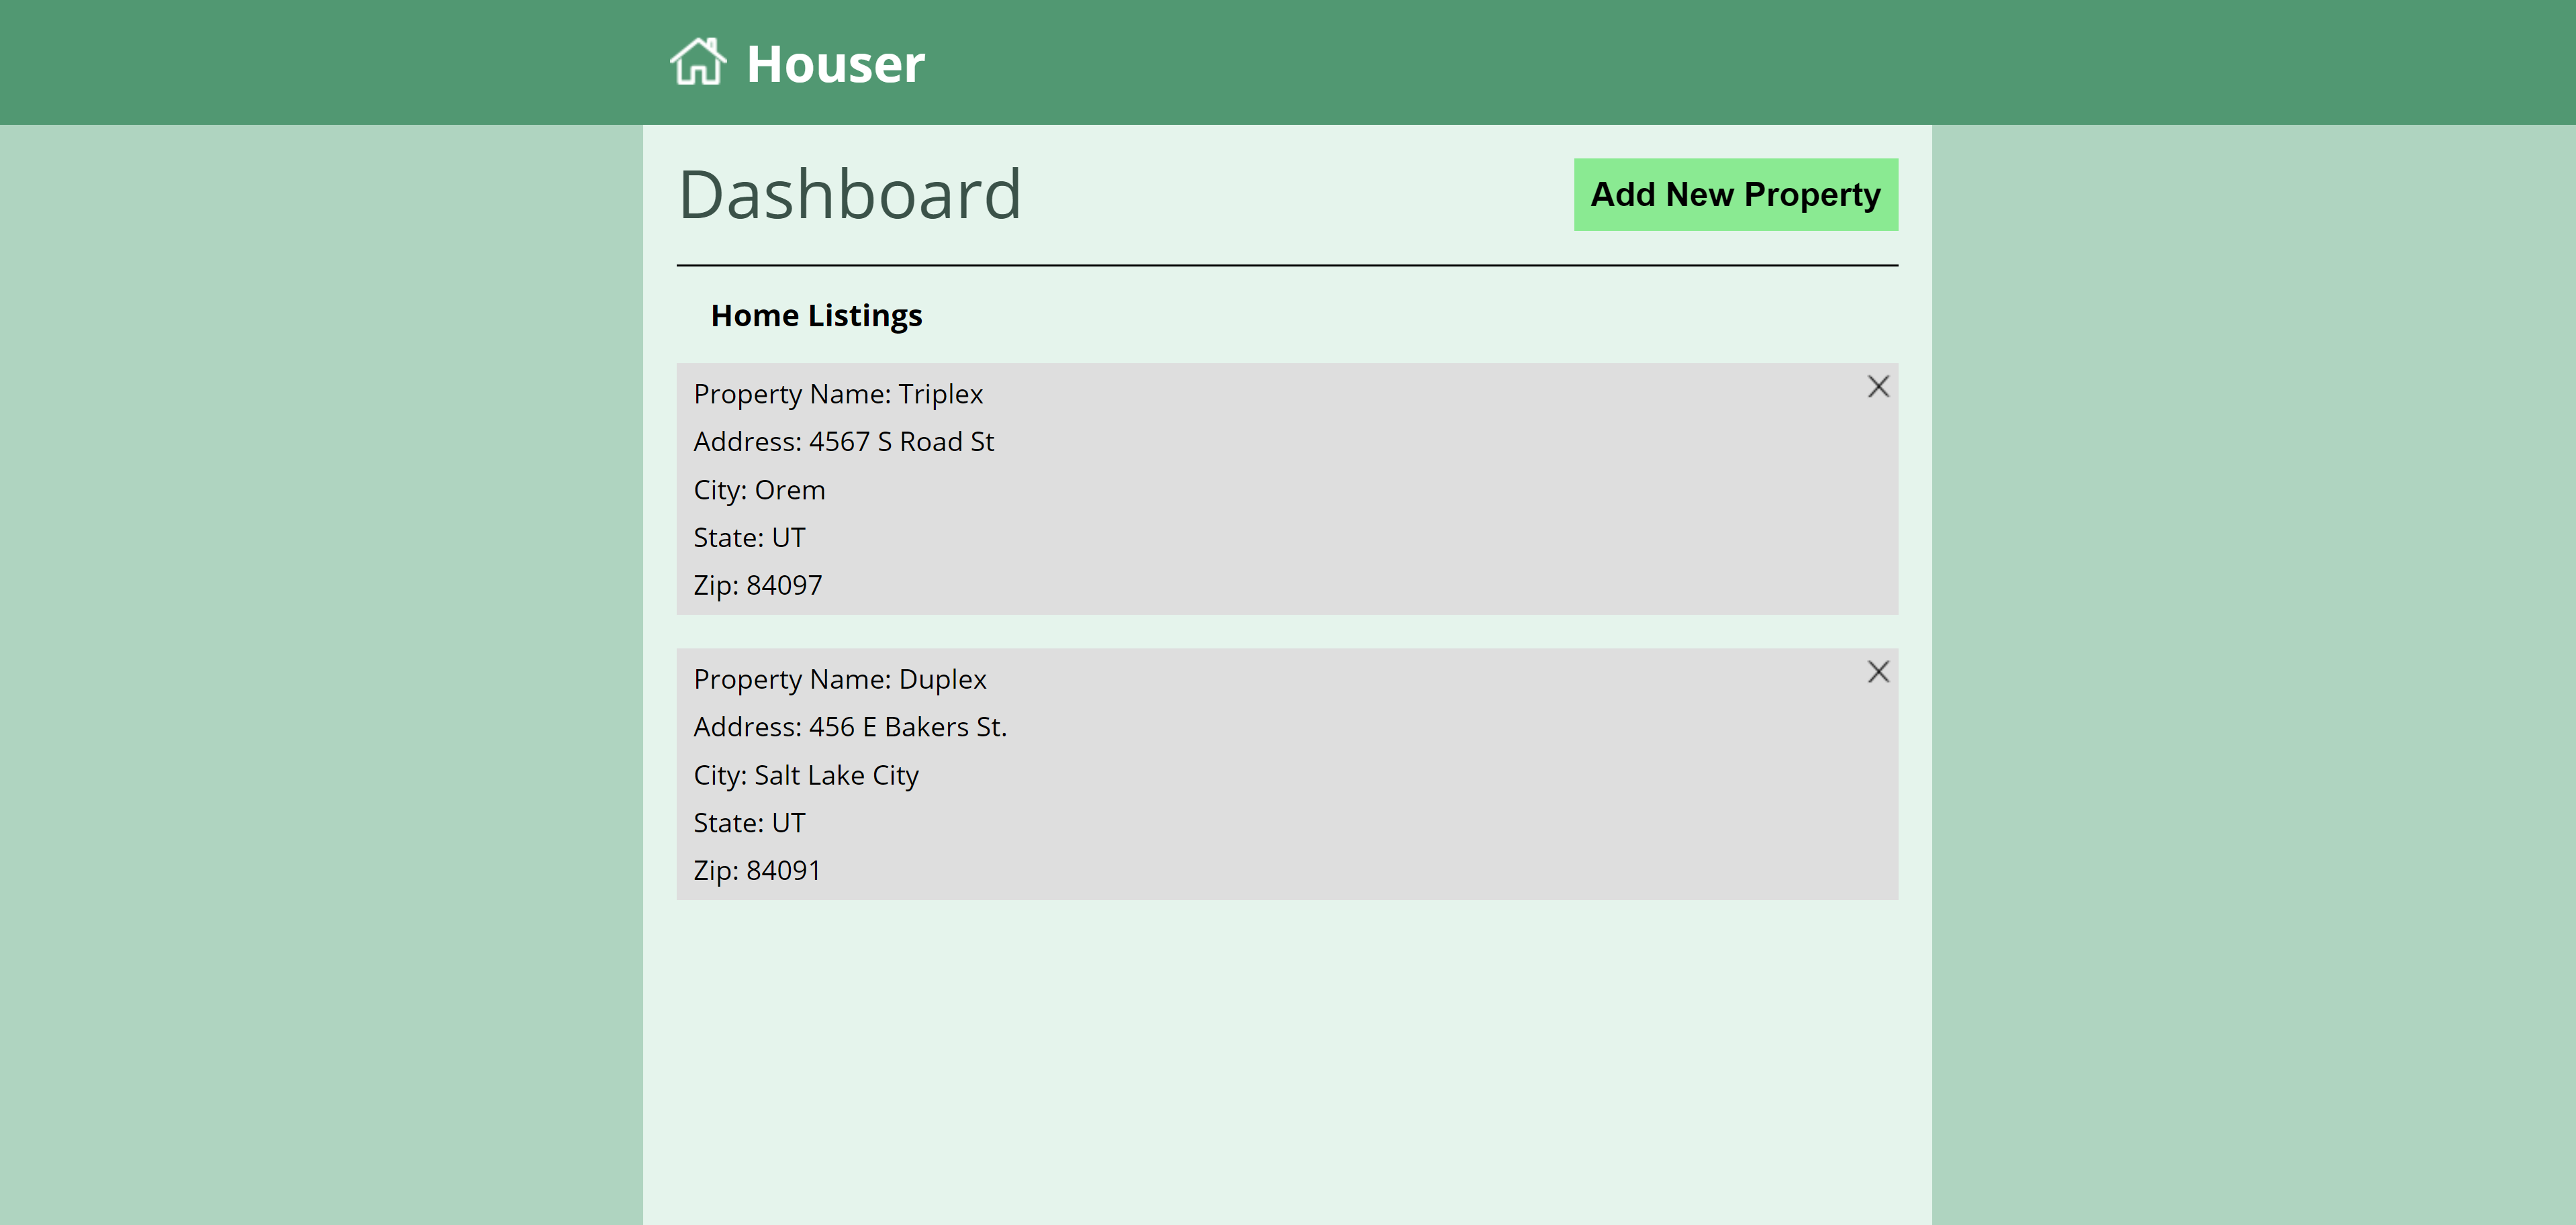 Houser
Dashboard
Add New Property
Home Listings
Property Name: Triplex
Address: 4567 S Road St
City: Orem
State: UT
Zip: 84097
Property Name: Duplex
Address: 456 E Bakers St.
City: Salt Lake City
State: UT
Zip: 84091